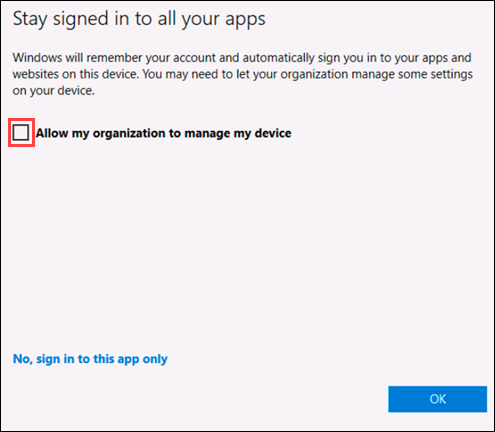 Stay signed in to all your apps
Windows will remember your account and automatically sign you in to your apps and
websites on this device. You may need to let your organization manage some settings
on your device.
Allow my organization to manage my device
No, sign in to this app only
OK